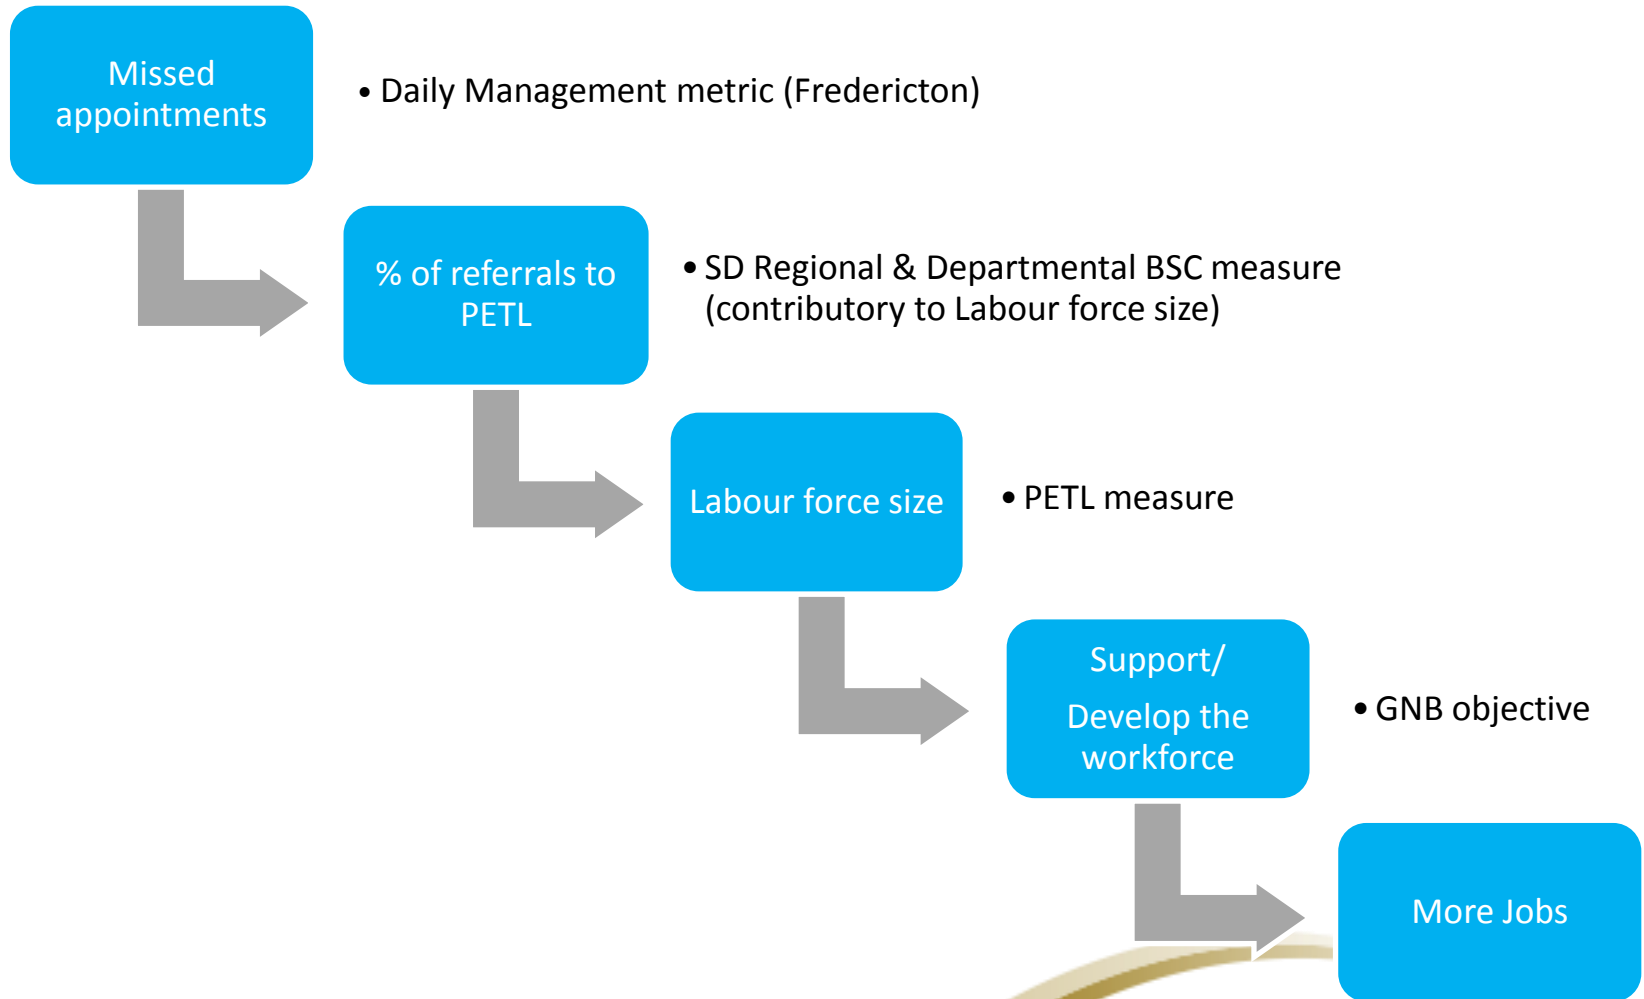 Missed
appointments
• Daily Management metric (Fredericton)
% of referrals to
PETL
• SD Regional & Departmental BSC measure
(contributory to Labour force size)
Labour force size
• PETL measure
Support/
Develop the
workforce
• GNB objective
More Jobs